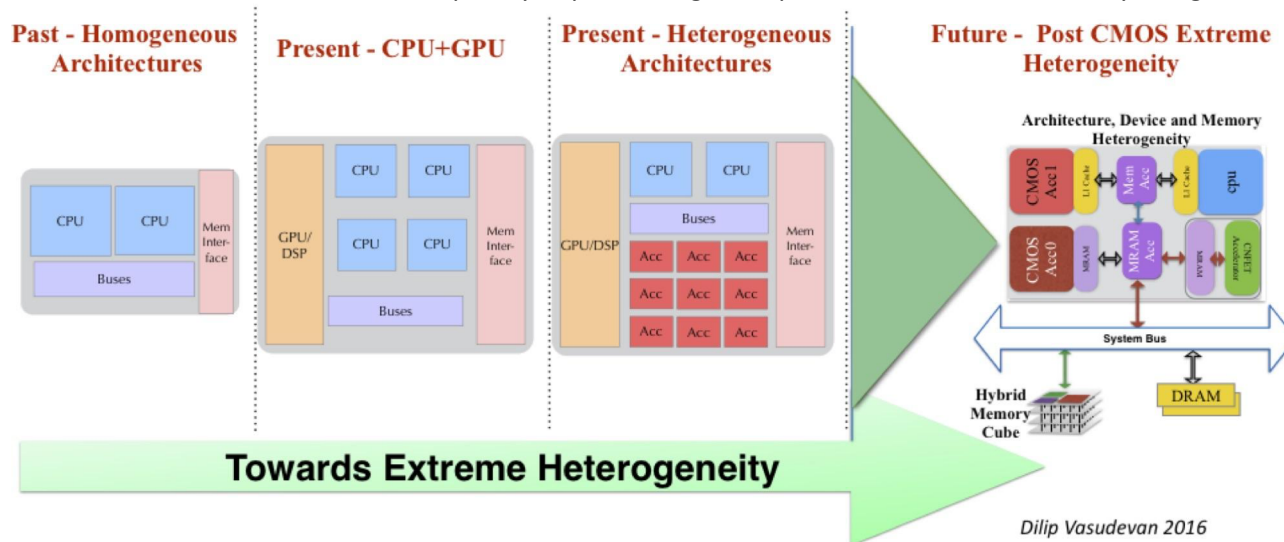 Past - Homogeneous
Architectures
CPU
CPU
Buses
Mem
Inter-
face
Present - CPU+GPU
GPU/
DSP
CPU
CPU
CPU
CPU
Buses
Mem
Inter-
face
Present - Heterogeneous
Architectures
GPU/DSP
CPU
CPU
Buses
Acc
Acc
Acc
Acc
Acc
Acc
Acc
Acc
Acc
Mem
Inter-
face
Future - Post CMOS Extreme
Heterogeneity
Architecture, Device and Memory
Heterogeneity
CMOS
Acc1
L1 Cache
Mem
Acc
L1 Cache
cpu
CMOS
Acc0
MRAM
MRAM
Acc
MRAM
CNFET
Accelerator
System Bus
Hybrid
Memory
Cube
DRAM
Towards Extreme Heterogeneity
Dilip Vasudevan 2016